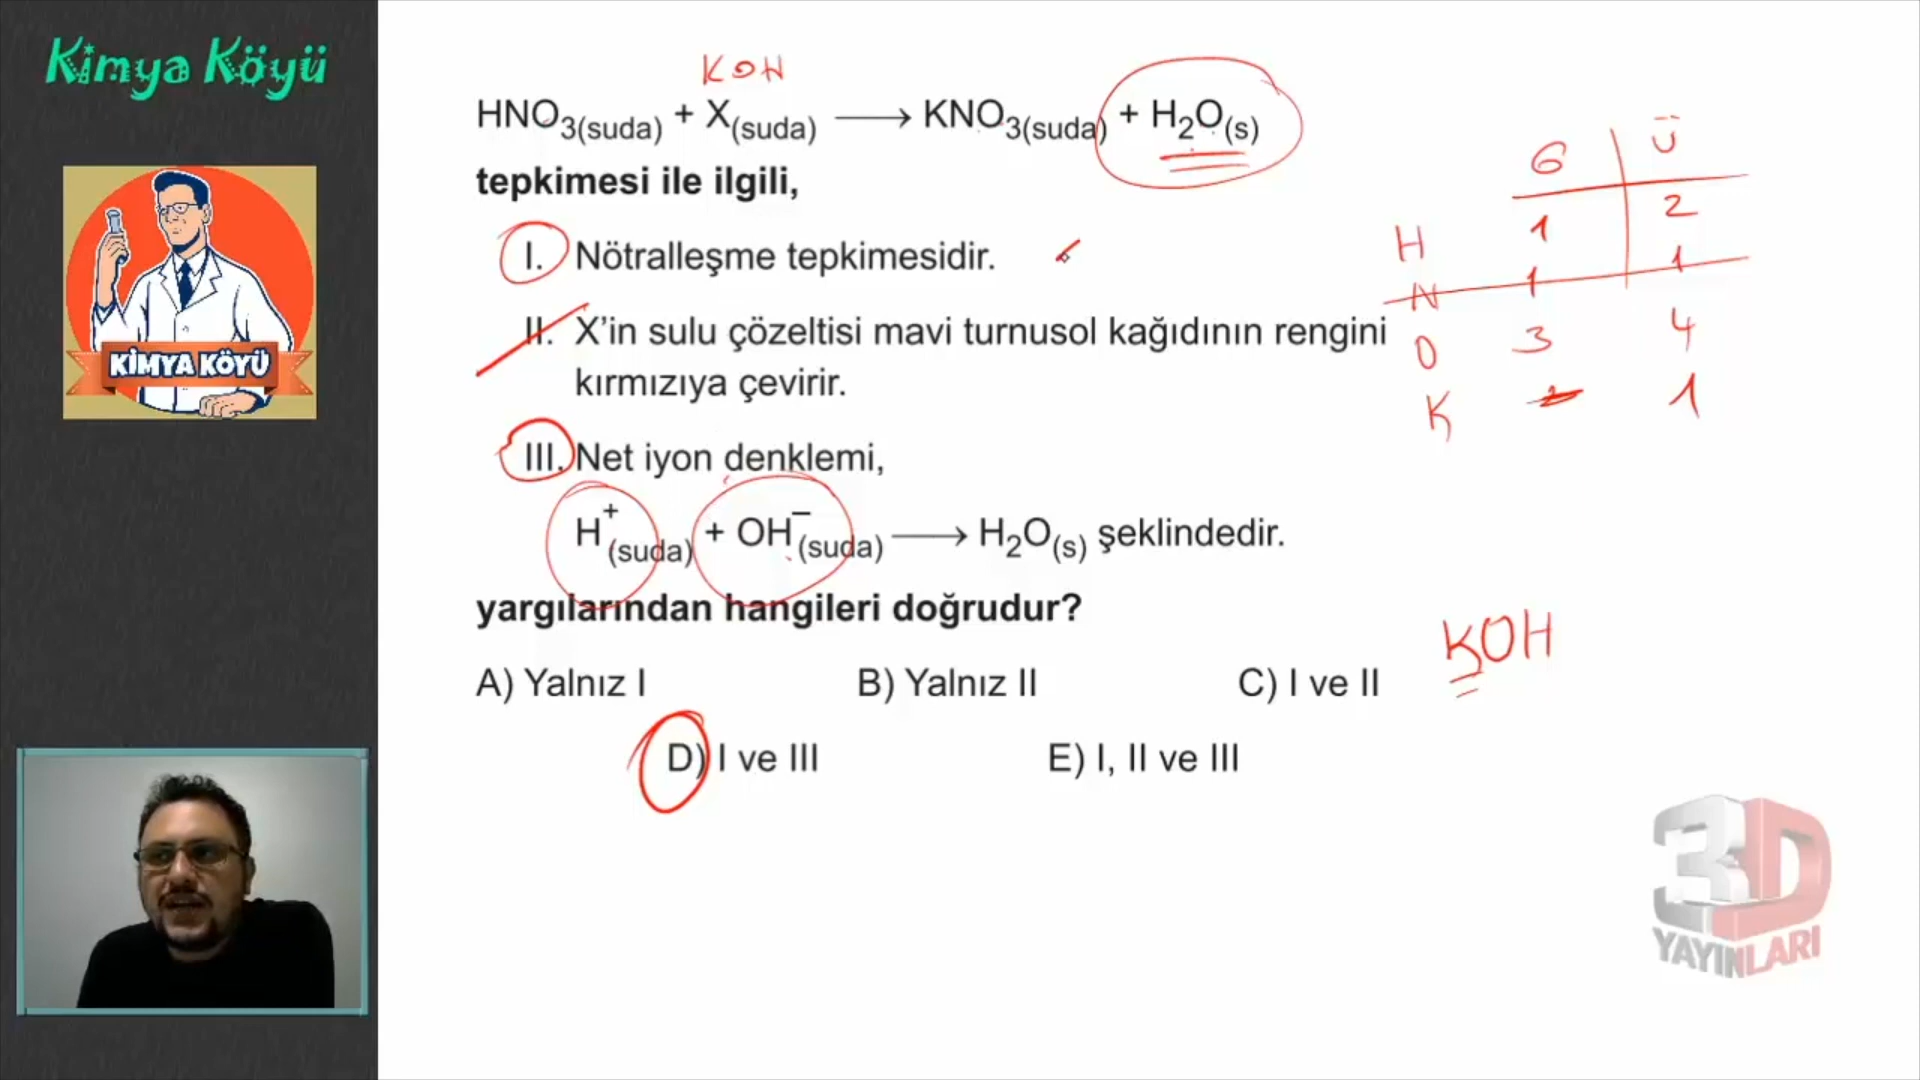 Kimya Köyü
KİMYA KÖYÜ
KOH
HNO3(suda) + X(suda) ⟶ KNO3(suda) + H2O(s)
tepkimesi ile ilgili,
I. Nötralleşme tepkimesidir.
II. X’in sulu çözeltisi mavi turnusol kağıdının rengini
kırmızıya çevirir.
III. Net iyon denklemi,
H+(suda) + OH–(suda) ⟶ H2O(s) şeklindedir.
yargılarından hangileri doğrudur?
A) Yalnız I B) Yalnız II C) I ve II
D) I ve III E) I, II ve III
G Ü
H 1 2
N 1 1
O 3 4
K 1
KOH
3D
YAYINLARI